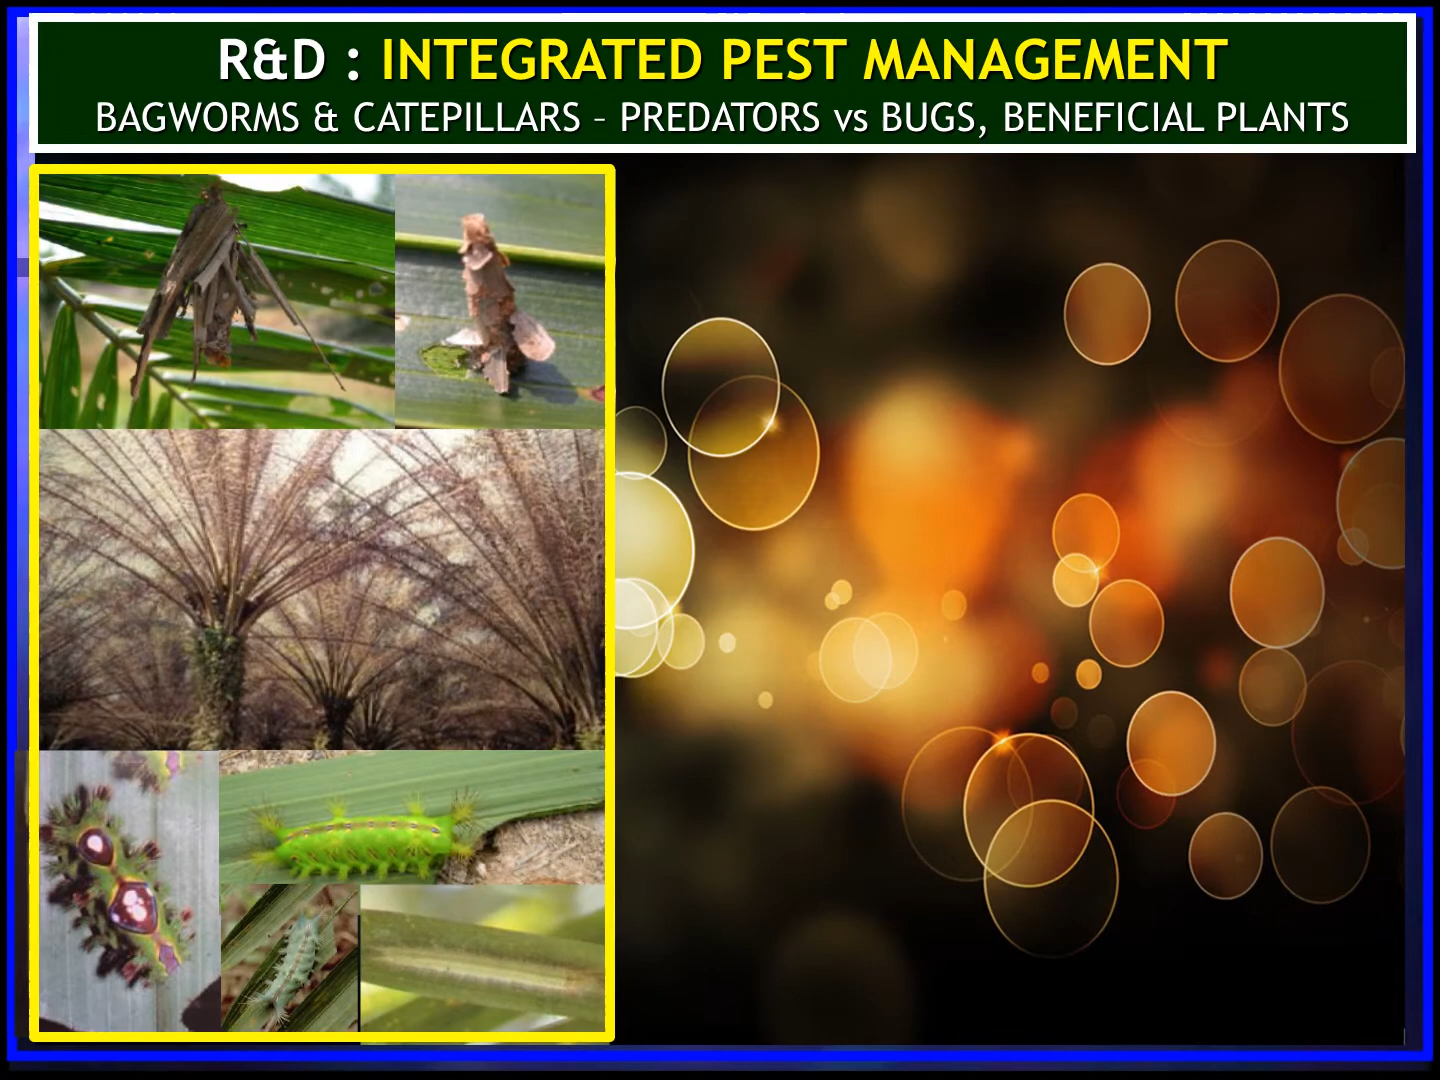 R&D : INTEGRATED PEST MANAGEMENT
BAGWORMS & CATEPILLARS – PREDATORS vs BUGS, BENEFICIAL PLANTS